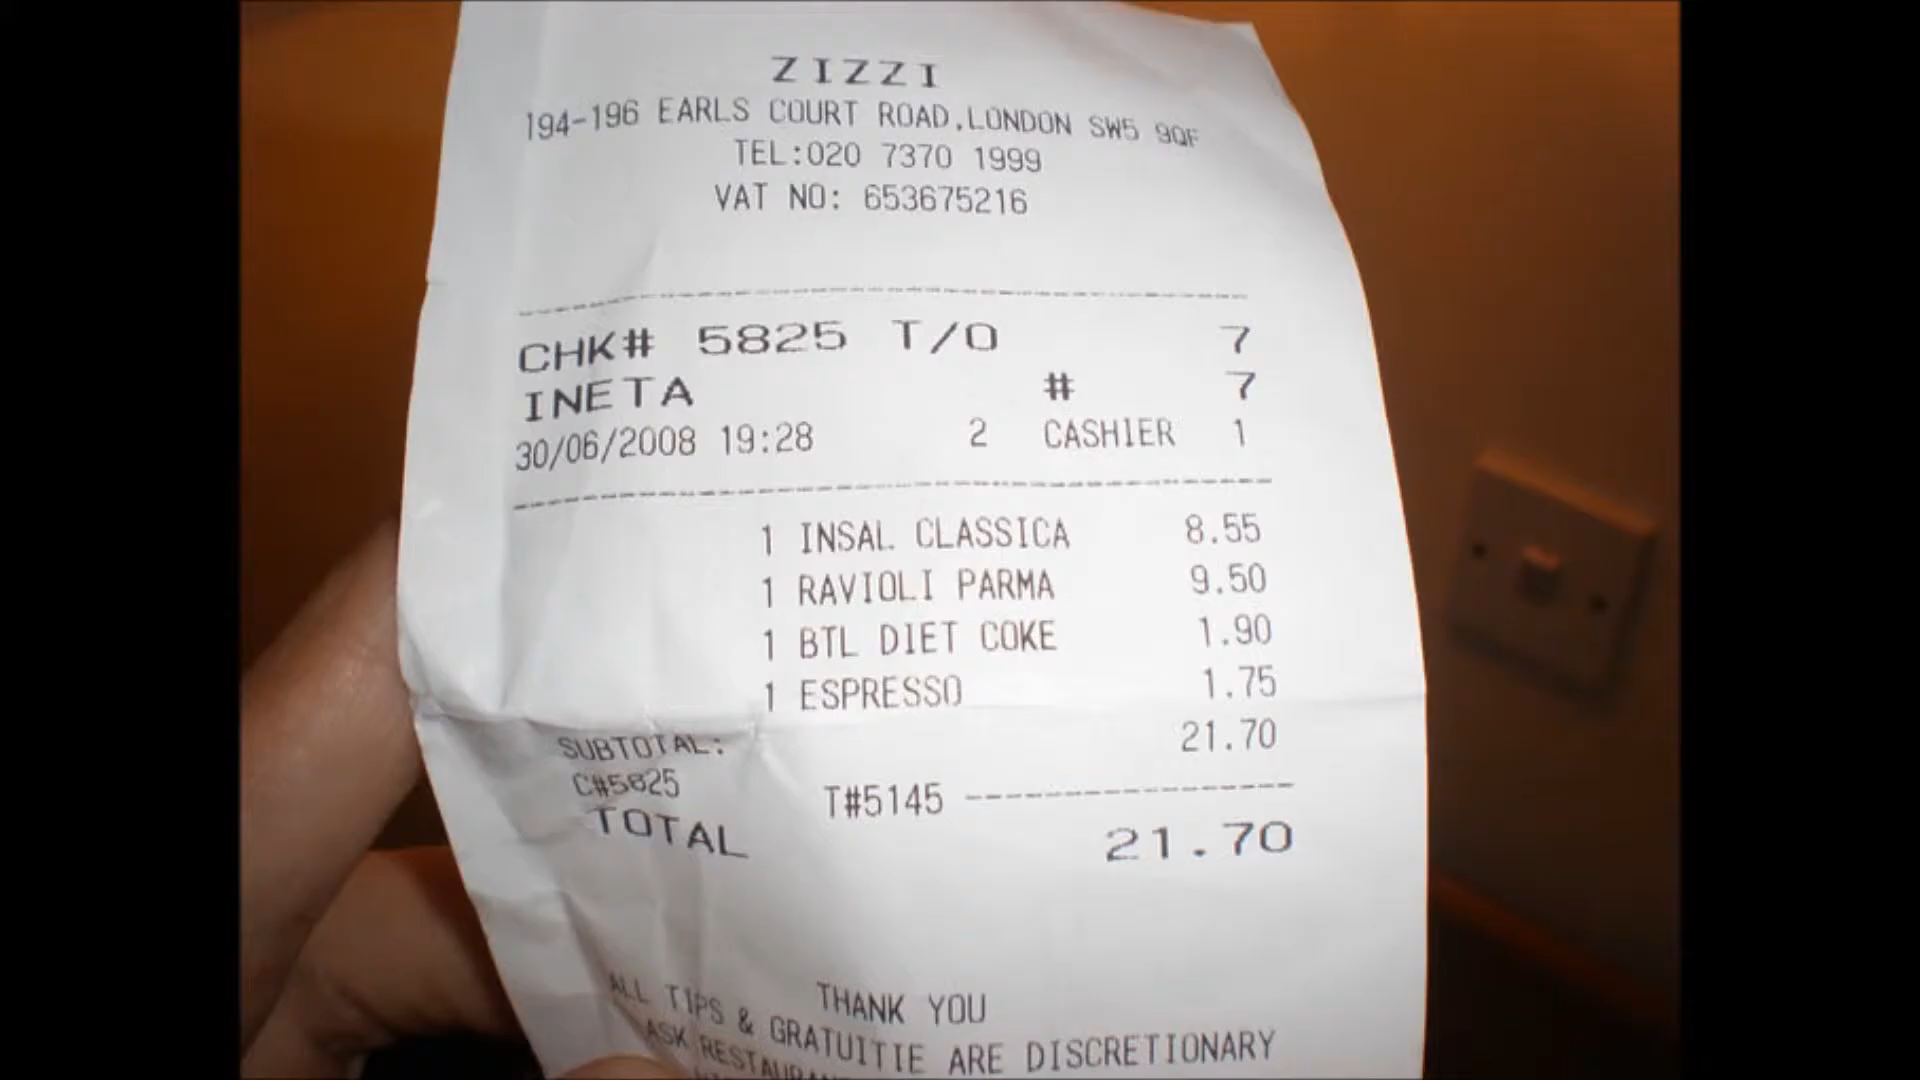 ZIZZI
194-196 EARLS COURT ROAD,LONDON SW5 9QF
TEL:020 7370 1999
VAT NO: 653675216
CHK# 5825 T/O 7
INETA # 7
30/06/2008 19:28 2 CASHIER 1
1 INSAL CLASSICA 8.55
1 RAVIOLI PARMA 9.50
1 BTL DIET COKE 1.90
1 ESPRESSO 1.75
SUBTOTAL: 21.70
C#5825 T#5145 ----------------
TOTAL 21.70
THANK YOU
ALL TIPS & GRATUITIE ARE DISCRETIONARY
ASK